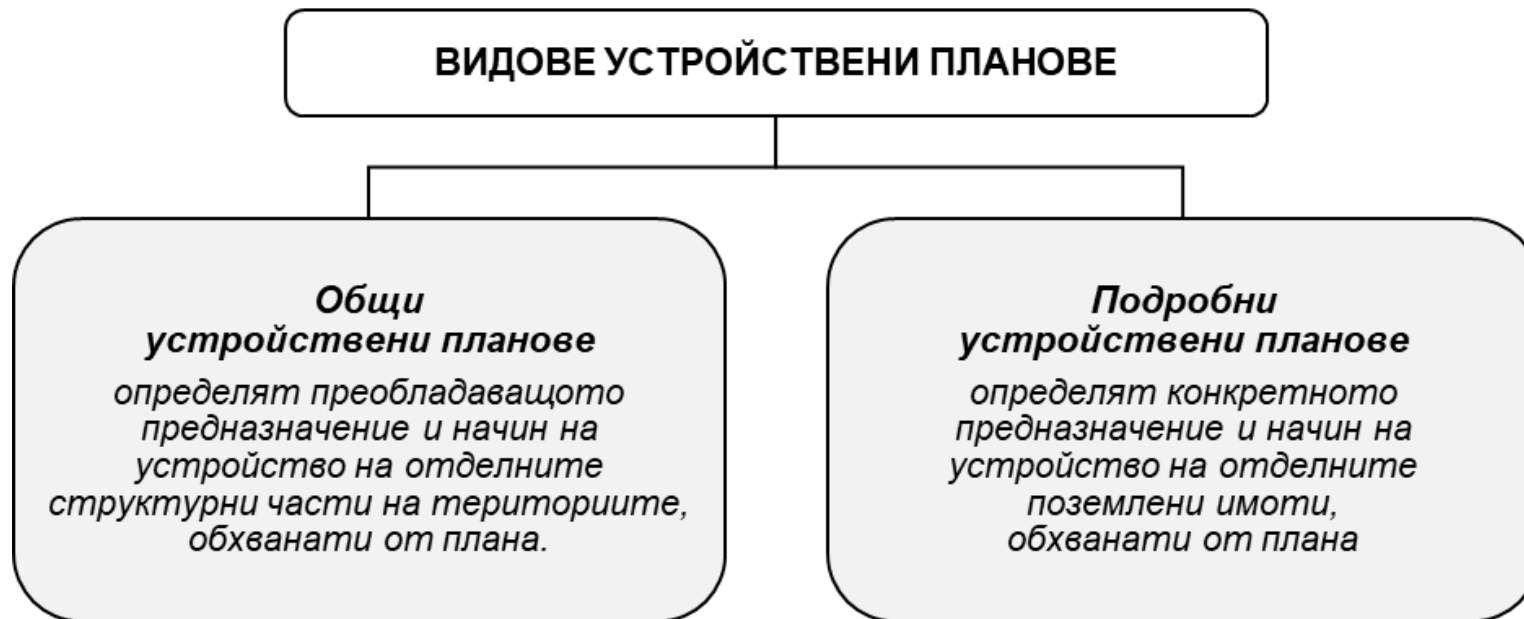 ВИДОВЕ УСТРОЙСТВЕНИ ПЛАНОВЕ
Общи
устройствени планове
определят преобладаващото
предназначение и начин на
устройство на отделните
структурни части на териториите,
обхванати от плана.
Подробни
устройствени планове
определят конкретното
предназначение и начин на
устройство на отделните
поземлени имоти,
обхванати от плана